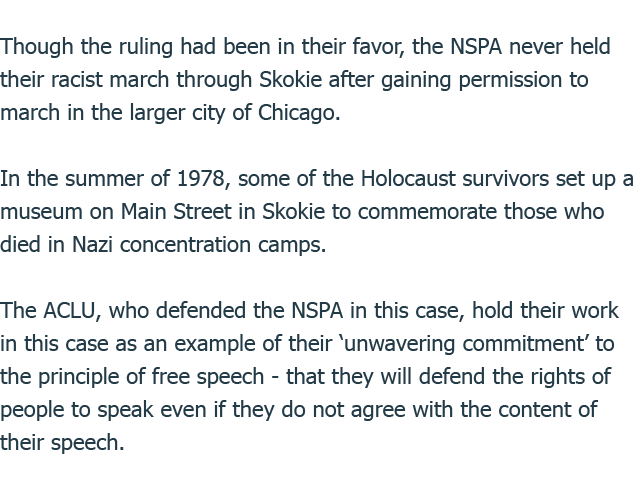 Though the ruling had been in their favor, the NSPA never held
their racist march through Skokie after gaining permission to
march in the larger city of Chicago.
In the summer of 1978, some of the Holocaust survivors set up a
museum on Main Street in Skokie to commemorate those who
died in Nazi concentration camps.
The ACLU, who defended the NSPA in this case, hold their work
in this case as an example of their ‘unwavering commitment’ to
the principle of free speech - that they will defend the rights of
people to speak even if they do not agree with the content of
their speech.